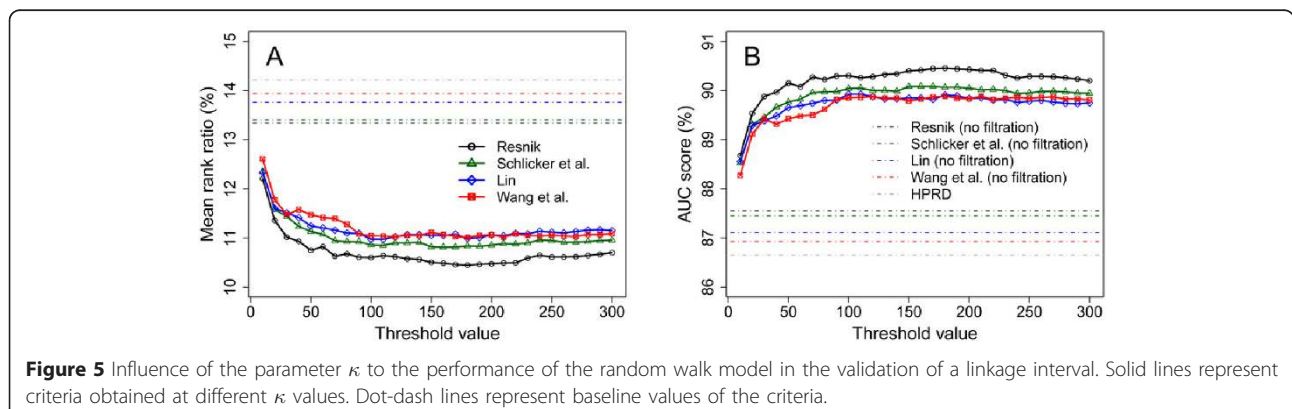 A
Mean rank ratio (%)
15
14
13
12
11
10
Resnik
Schlicker et al.
Lin
Wang et al.
0 50 100 150 200 250 300
Threshold value
B
AUC score (%)
91
90
89
88
87
86
Resnik (no filtration)
Schlicker et al. (no filtration)
Lin (no filtration)
Wang et al. (no filtration)
HPRD
0 50 100 150 200 250 300
Threshold value
Figure 5 Influence of the parameter κ to the performance of the random walk model in the validation of a linkage interval. Solid lines represent
criteria obtained at different κ values. Dot-dash lines represent baseline values of the criteria.